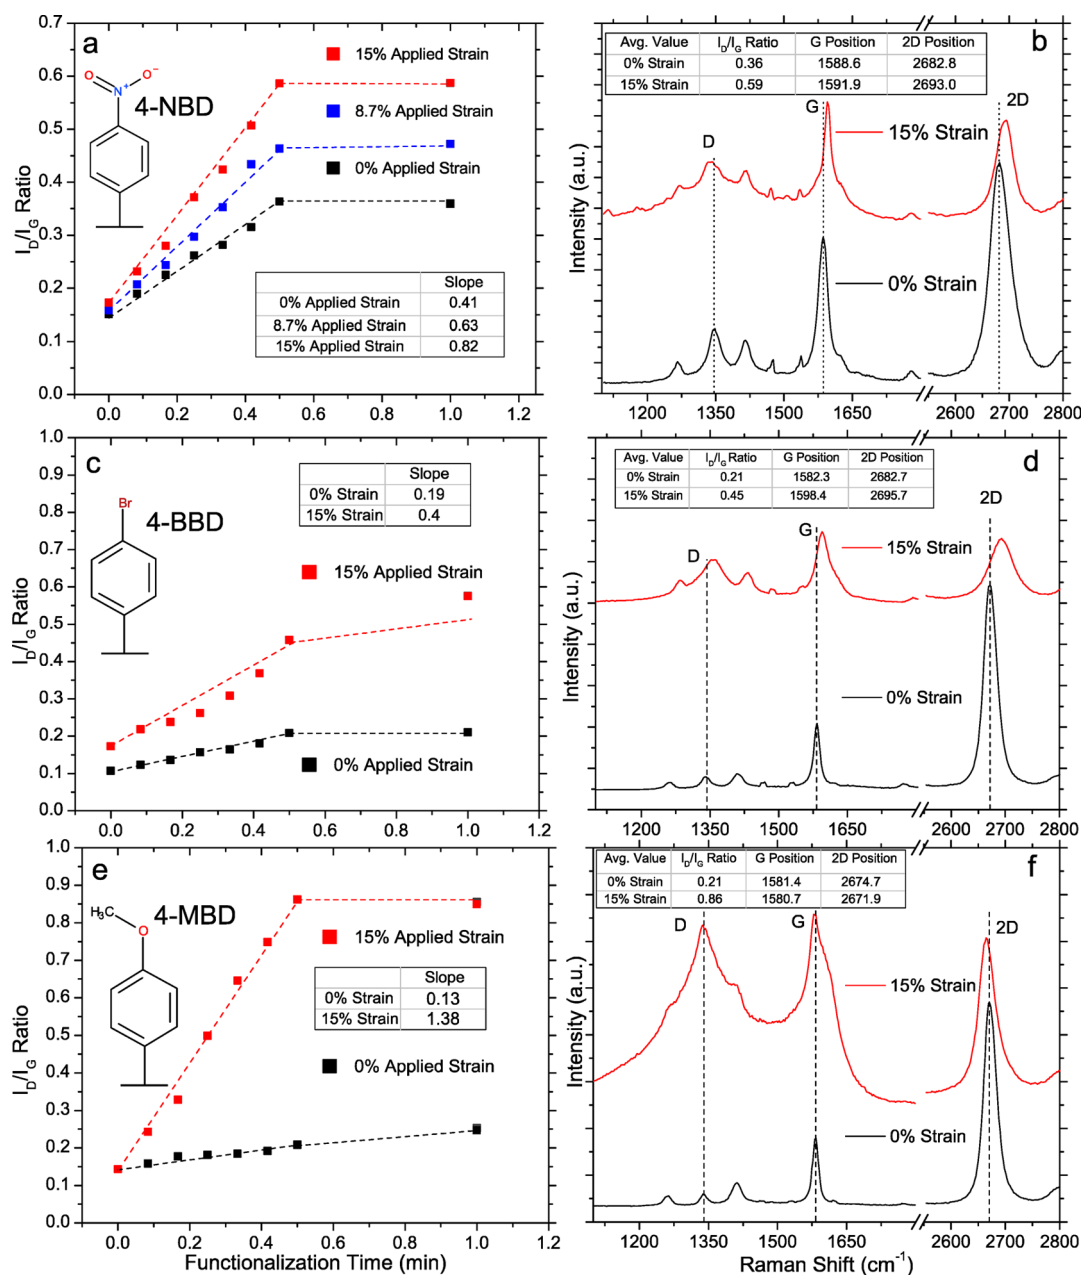 a
0.7
0.6
0.5
0.4
0.3
0.2
0.1
0.0
I_D/I_G Ratio
O
O⁻
N⁺
4-NBD
15% Applied Strain
8.7% Applied Strain
0% Applied Strain
Slope
0% Applied Strain 0.41
8.7% Applied Strain 0.63
15% Applied Strain 0.82
0.0 0.2 0.4 0.6 0.8 1.0 1.2
b
Avg. Value I_D/I_G Ratio G Position 2D Position
0% Strain 0.36 1588.6 2682.8
15% Strain 0.59 1591.9 2693.0
D
G
2D
15% Strain
0% Strain
Intensity (a.u.)
1200 1350 1500 1650 2600 2700 2800
c
1.0
0.9
0.8
0.7
0.6
0.5
0.4
0.3
0.2
0.1
0.0
I_D/I_G Ratio
Br
4-BBD
Slope
0% Strain 0.19
15% Strain 0.4
15% Applied Strain
0% Applied Strain
0.0 0.2 0.4 0.6 0.8 1.0 1.2
d
Avg. Value I_D/I_G Ratio G Position 2D Position
0% Strain 0.21 1582.3 2682.7
15% Strain 0.45 1598.4 2695.7
D
G
2D
15% Strain
0% Strain
Intensity (a.u.)
1200 1350 1500 1650 2600 2700 2800
e
1.0
0.9
0.8
0.7
0.6
0.5
0.4
0.3
0.2
0.1
0.0
I_D/I_G Ratio
H₃C
O
4-MBD
15% Applied Strain
Slope
0% Strain 0.13
15% Strain 1.38
0% Applied Strain
0.0 0.2 0.4 0.6 0.8 1.0
Functionalization Time (min)
f
Avg. Value I_D/I_G Ratio G Position 2D Position
0% Strain 0.21 1581.4 2674.7
15% Strain 0.86 1580.7 2671.9
D
G
2D
15% Strain
0% Strain
Intensity (a.u.)
1200 1350 1500 1650 2600 2700 2800
Raman Shift (cm⁻¹)